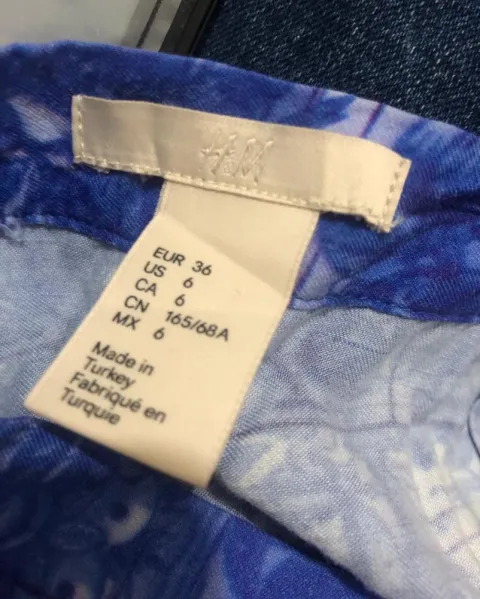 H&M
EUR 36
US 6
CA 6
CN 165/68A
MX 6
Made in
Turkey
Fabriqué en
Turquie